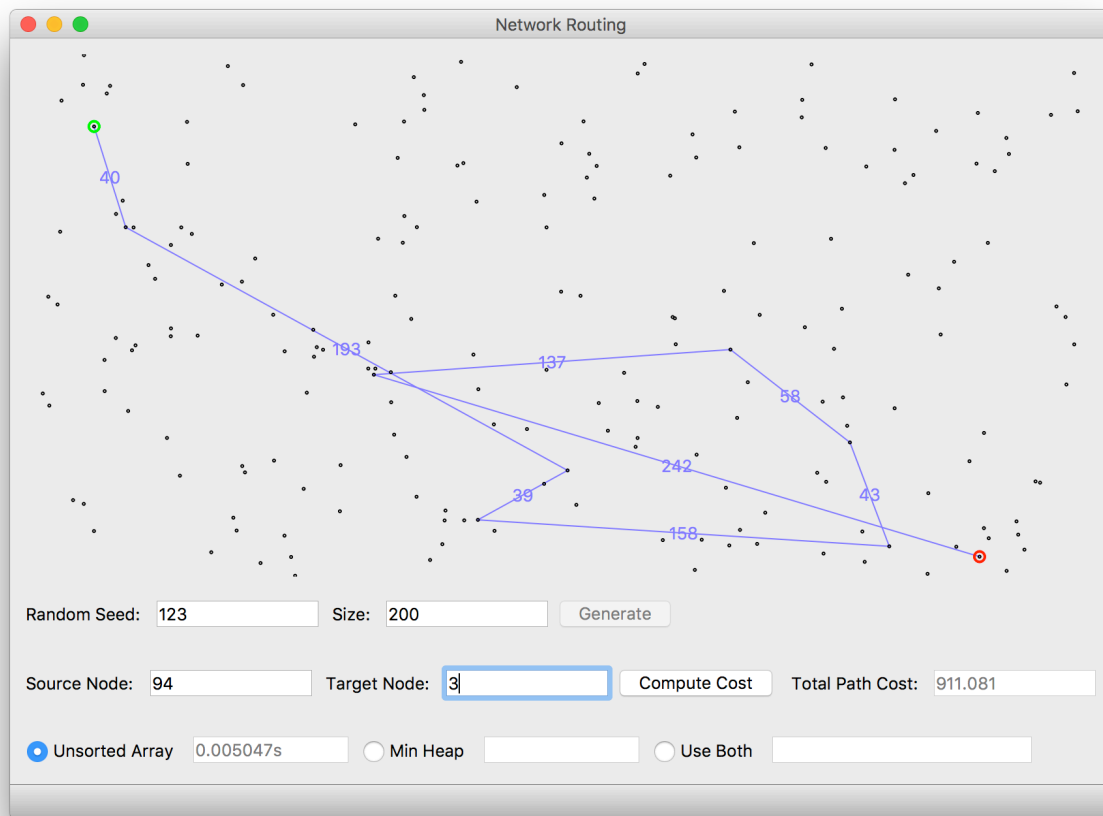 Network Routing
40
193
137
58
242
39
43
158
Random Seed: 123 Size: 200 Generate
Source Node: 94 Target Node: 3 Compute Cost Total Path Cost: 911.081
Unsorted Array 0.005047s Min Heap Use Both